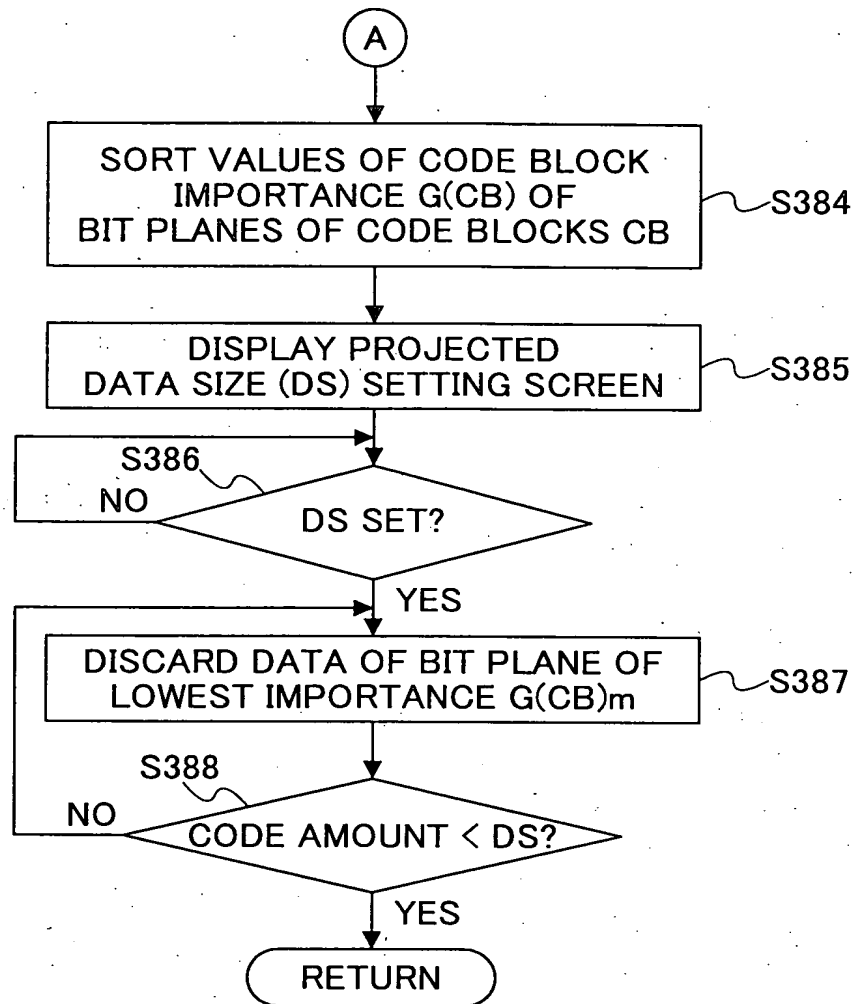 A
SORT VALUES OF CODE BLOCK
IMPORTANCE G(CB) OF
BIT PLANES OF CODE BLOCKS CB
S384
DISPLAY PROJECTED
DATA SIZE (DS) SETTING SCREEN
S385
S386
NO
DS SET?
YES
DISCARD DATA OF BIT PLANE OF
LOWEST IMPORTANCE G(CB)m
S387
S388
NO
CODE AMOUNT < DS?
YES
RETURN